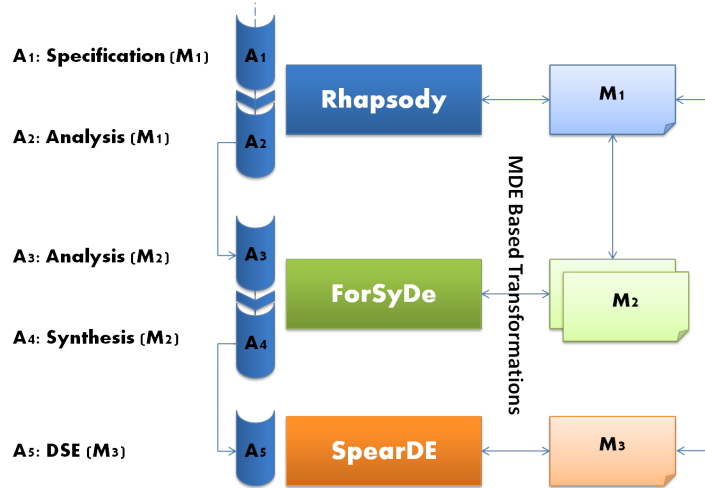 A1: Specification (M1)
A1
Rhapsody
M1
A2: Analysis (M1)
A2
MDE Based Transformations
A3: Analysis (M2)
A3
ForSyDe
M2
A4: Synthesis (M2)
A4
A5: DSE (M3)
A5
SpearDE
M3